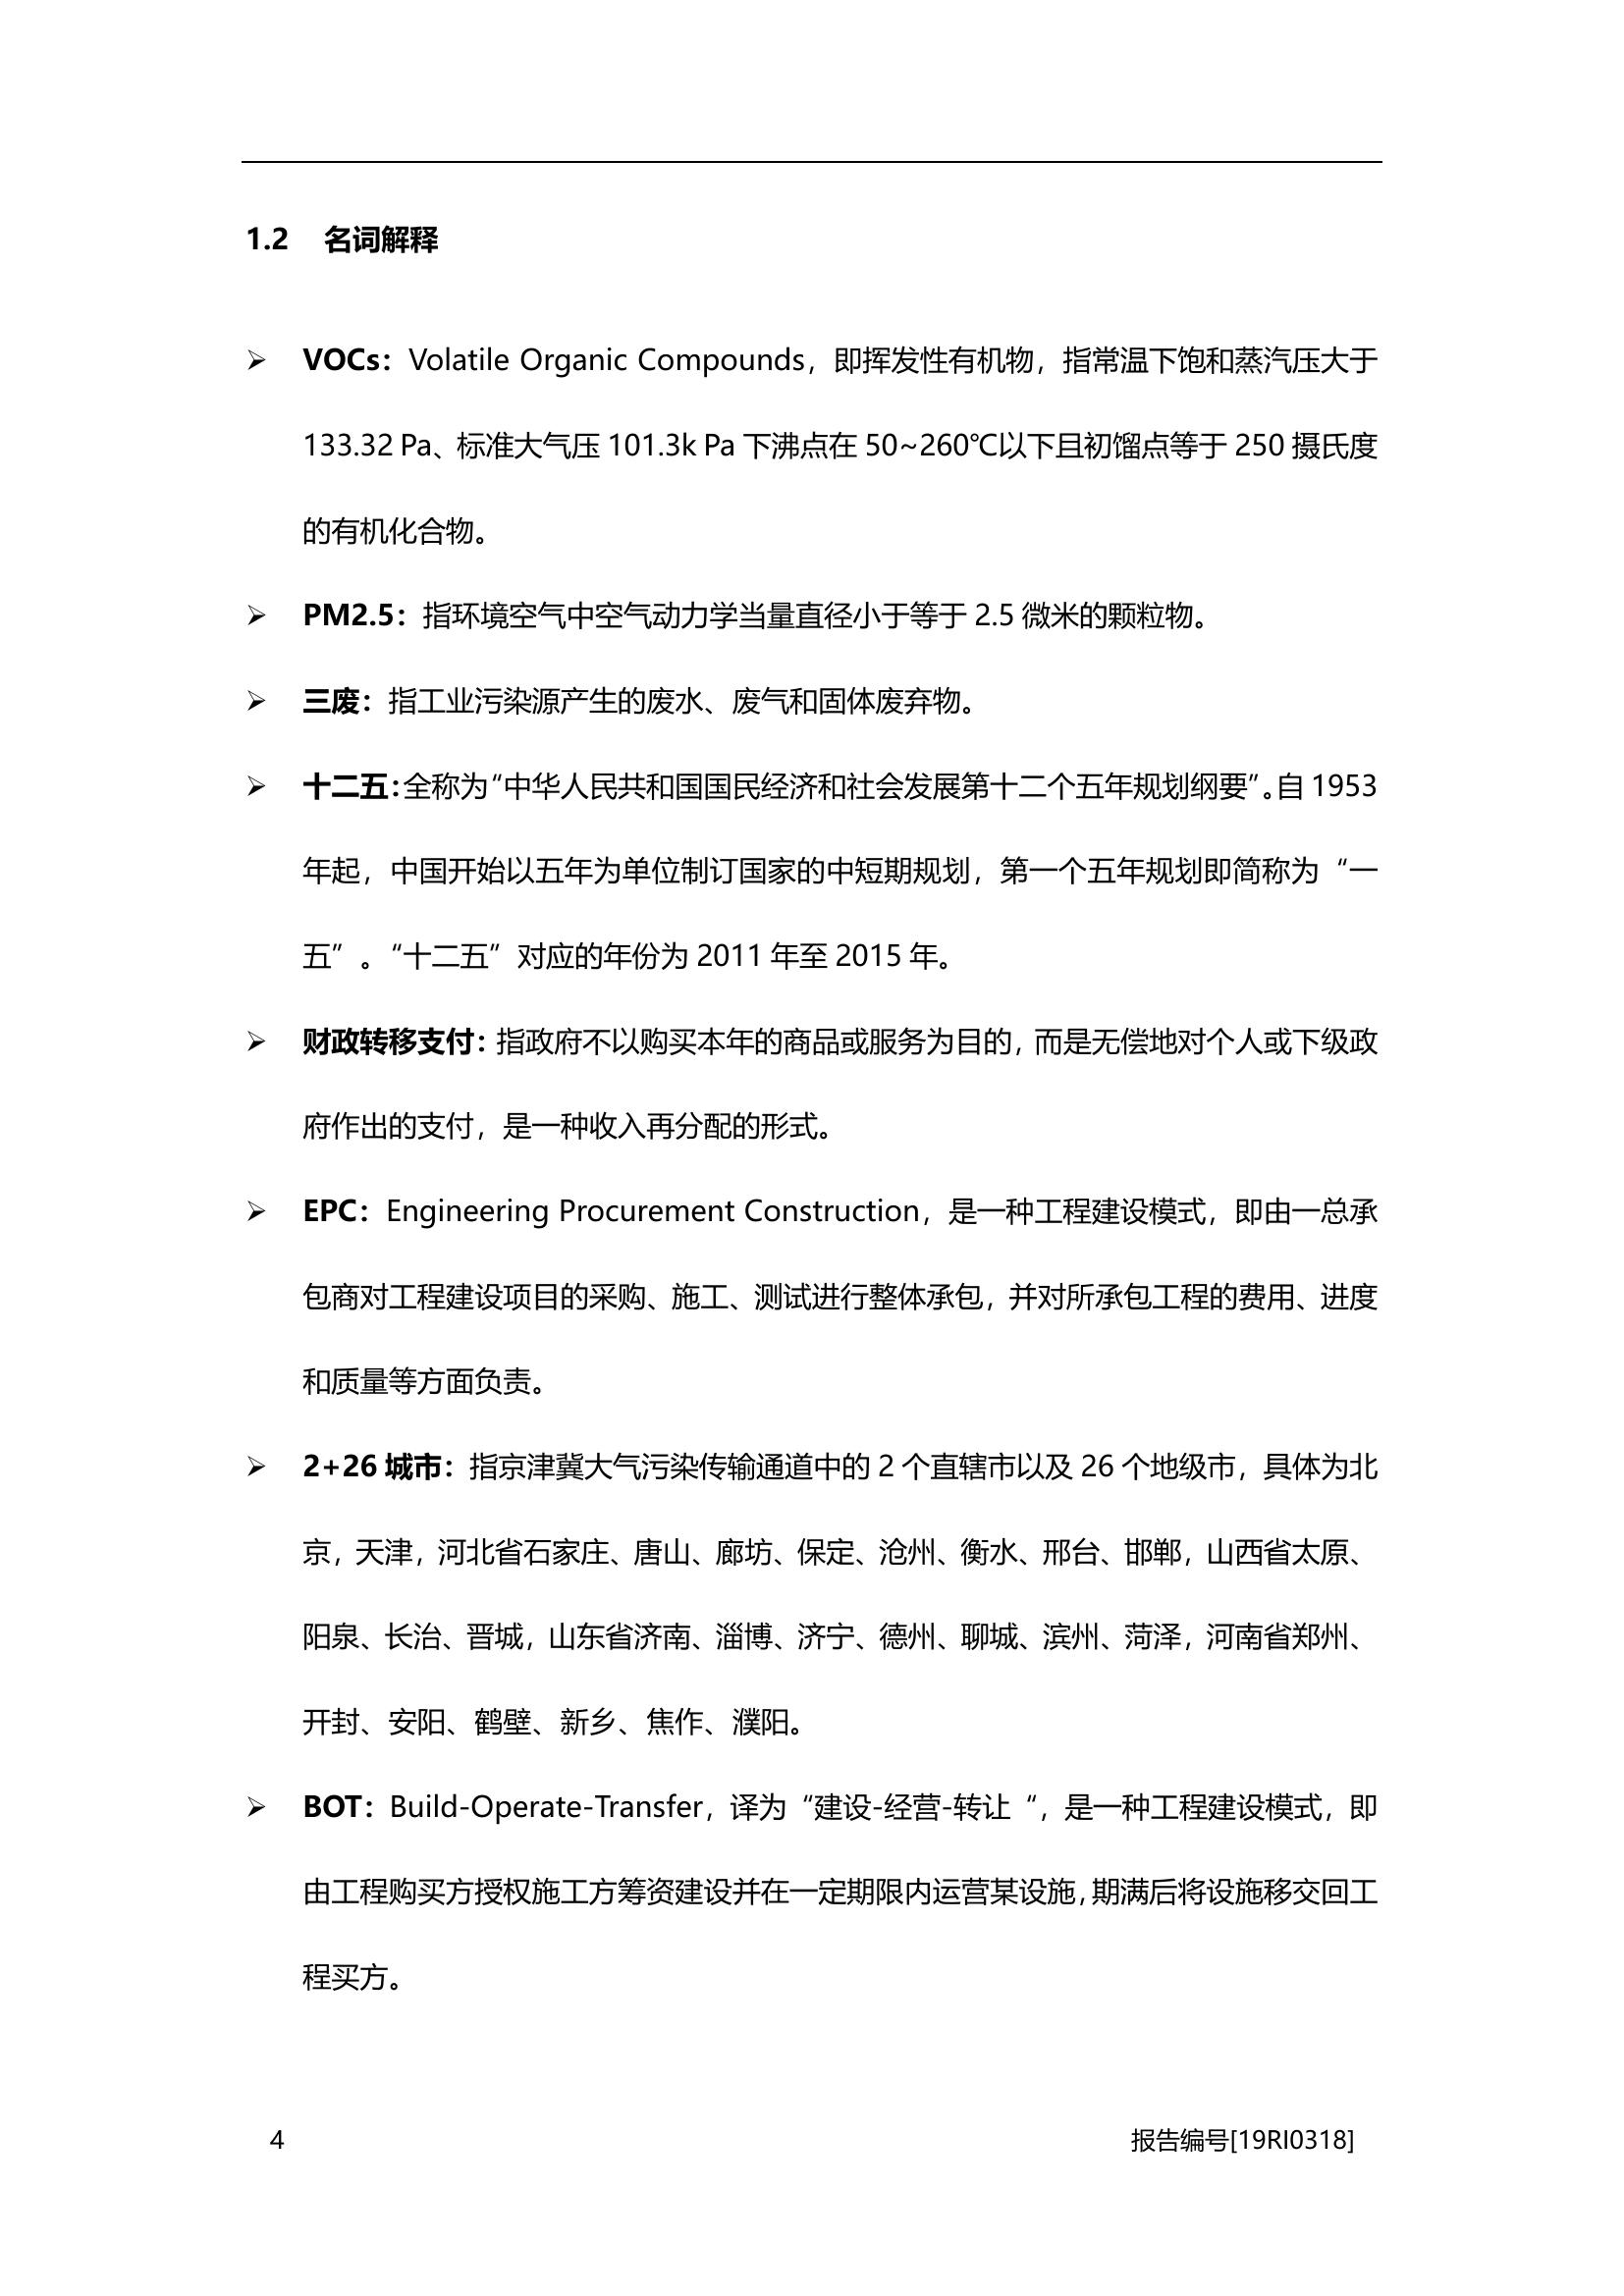 1.2 名词解释
➢ VOCs：Volatile Organic Compounds，即挥发性有机物，指常温下饱和蒸汽压大于
133.32 Pa、标准大气压 101.3k Pa 下沸点在 50~260℃以下且初馏点等于 250 摄氏度
的有机化合物。
➢ PM2.5：指环境空气中空气动力学当量直径小于等于 2.5 微米的颗粒物。
➢ 三废：指工业污染源产生的废水、废气和固体废弃物。
➢ 十二五：全称为“中华人民共和国国民经济和社会发展第十二个五年规划纲要”。自 1953
年起，中国开始以五年为单位制订国家的中短期规划，第一个五年规划即简称为“一
五”。“十二五”对应的年份为 2011 年至 2015 年。
➢ 财政转移支付：指政府不以购买本年的商品或服务为目的，而是无偿地对个人或下级政
府作出的支付，是一种收入再分配的形式。
➢ EPC：Engineering Procurement Construction，是一种工程建设模式，即由一总承
包商对工程建设项目的采购、施工、测试进行整体承包，并对所承包工程的费用、进度
和质量等方面负责。
➢ 2+26 城市：指京津冀大气污染传输通道中的 2 个直辖市以及 26 个地级市，具体为北
京，天津，河北省石家庄、唐山、廊坊、保定、沧州、衡水、邢台、邯郸，山西省太原、
阳泉、长治、晋城，山东省济南、淄博、济宁、德州、聊城、滨州、菏泽，河南省郑州、
开封、安阳、鹤壁、新乡、焦作、濮阳。
➢ BOT：Build-Operate-Transfer，译为“建设-经营-转让“，是一种工程建设模式，即
由工程购买方授权施工方筹资建设并在一定期限内运营某设施，期满后将设施移交回工
程买方。
4 报告编号[19RI0318]